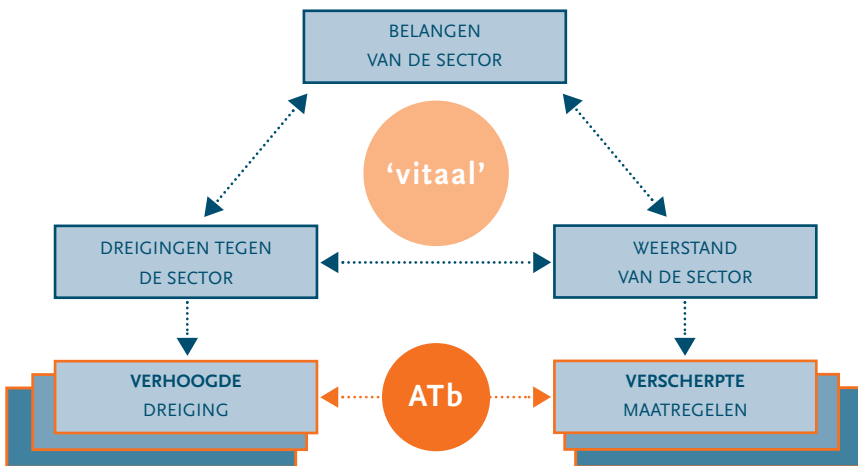 BELANGEN
VAN DE SECTOR
‘vitaal’
DREIGINGEN TEGEN
DE SECTOR
WEERSTAND
VAN DE SECTOR
VERHOOGDE
DREIGING
ATb
VERSCHERPTE
MAATREGELEN